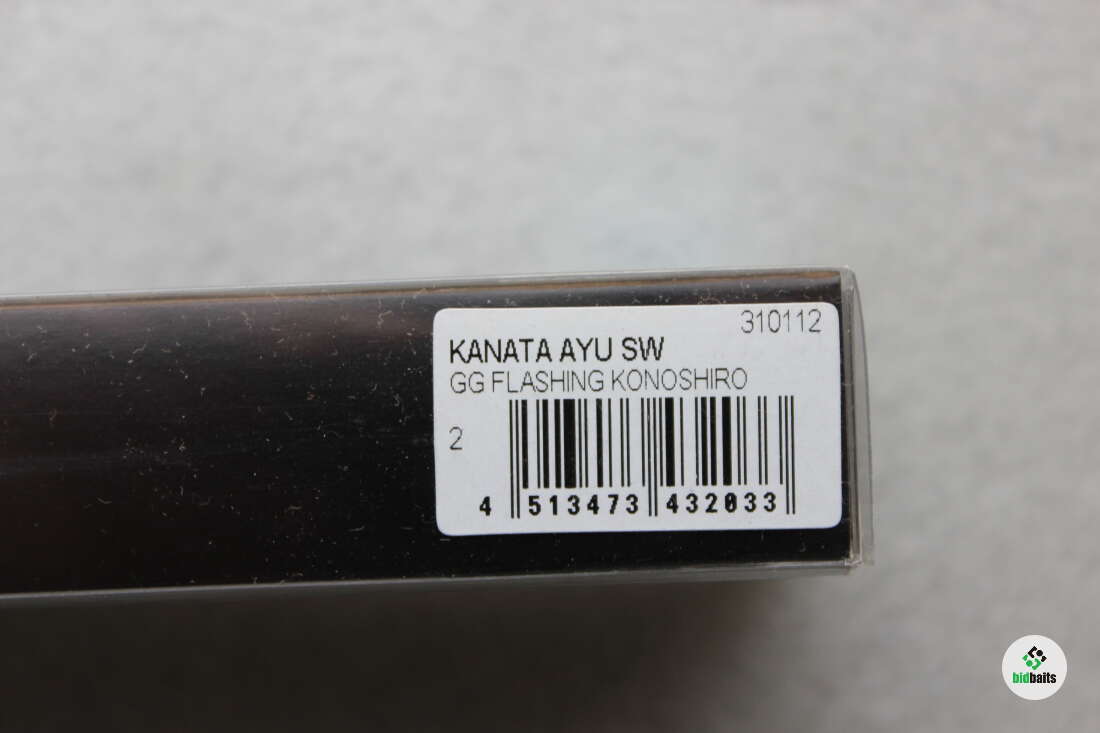 310112
KANATA AYU SW
GG FLASHING KONOSHIRO
2
4 513473 432033
bidbaits